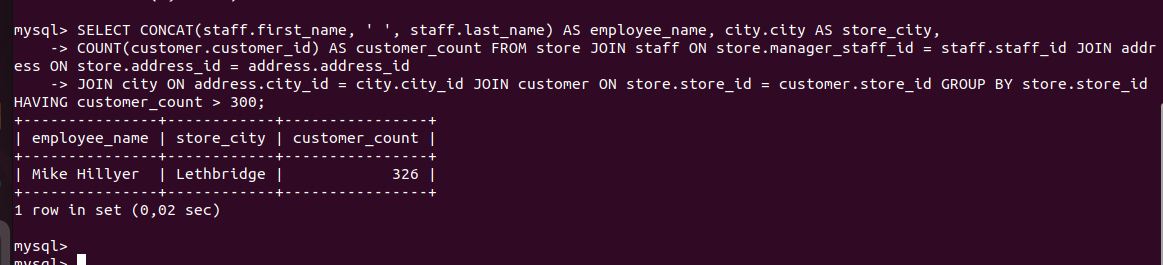 mysql> SELECT CONCAT(staff.first_name, ' ', staff.last_name) AS employee_name, city.city AS store_city,
    -> COUNT(customer.customer_id) AS customer_count FROM store JOIN staff ON store.manager_staff_id = staff.staff_id JOIN addr
ess ON store.address_id = address.address_id
    -> JOIN city ON address.city_id = city.city_id JOIN customer ON store.store_id = customer.store_id GROUP BY store.store_id
HAVING customer_count > 300;
+---------------+------------+----------------+
| employee_name | store_city | customer_count |
+---------------+------------+----------------+
| Mike Hillyer  | Lethbridge |            326 |
+---------------+------------+----------------+
1 row in set (0,02 sec)
mysql>
mysql>